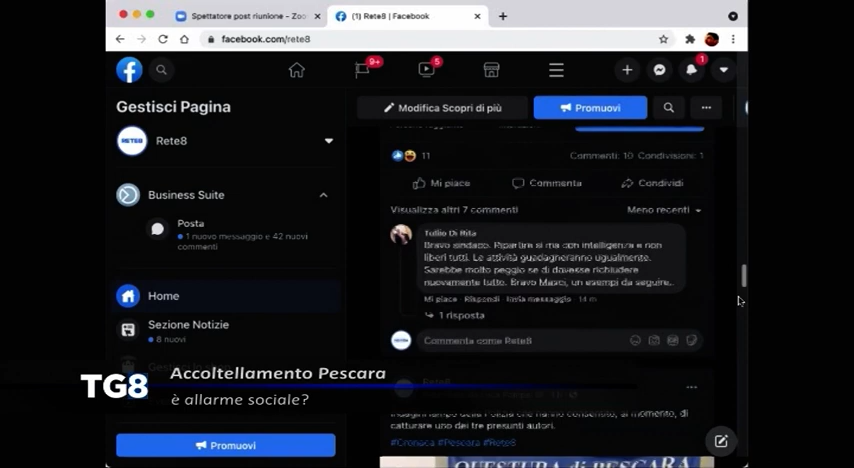 Spettatore post riunione - Zoo
(1) Rete8 | Facebook
facebook.com/rete8
9+
5
1
Gestisci Pagina
Modifica Scopri di più
Promuovi
RETE8
Rete8
11
Commenti: 10 Condivisione: 1
Mi piace
Commenta
Condividi
Business Suite
Posta
1 nuovo messaggio e 42 nuovi
commenti
Visualizza altri 7 commenti
Meno recenti
Tullio Di Rita
Bravo sindaco. Ripartire si ma con intelligenza e non
liberi tutti. Le attività guadagneranno ugualmente.
Sarebbe molto peggio se di dovesse richiudere
nuovamente tutto. Bravo Masci, un esempi da seguire..
Mi piace Rispondi Invia messaggio 14 m
1 risposta
Home
Sezione Notizie
8 nuovi
Commenta come Rete8
TG8
Accoltellamento Pescara
è allarme sociale?
Rete8
indagini lampo della Polizia che hanno consentito, al momento, di
catturare uno dei tre presunti autori.
#Cronaca #Pescara #Rete8
Promuovi
QUESTURA di PESCARA